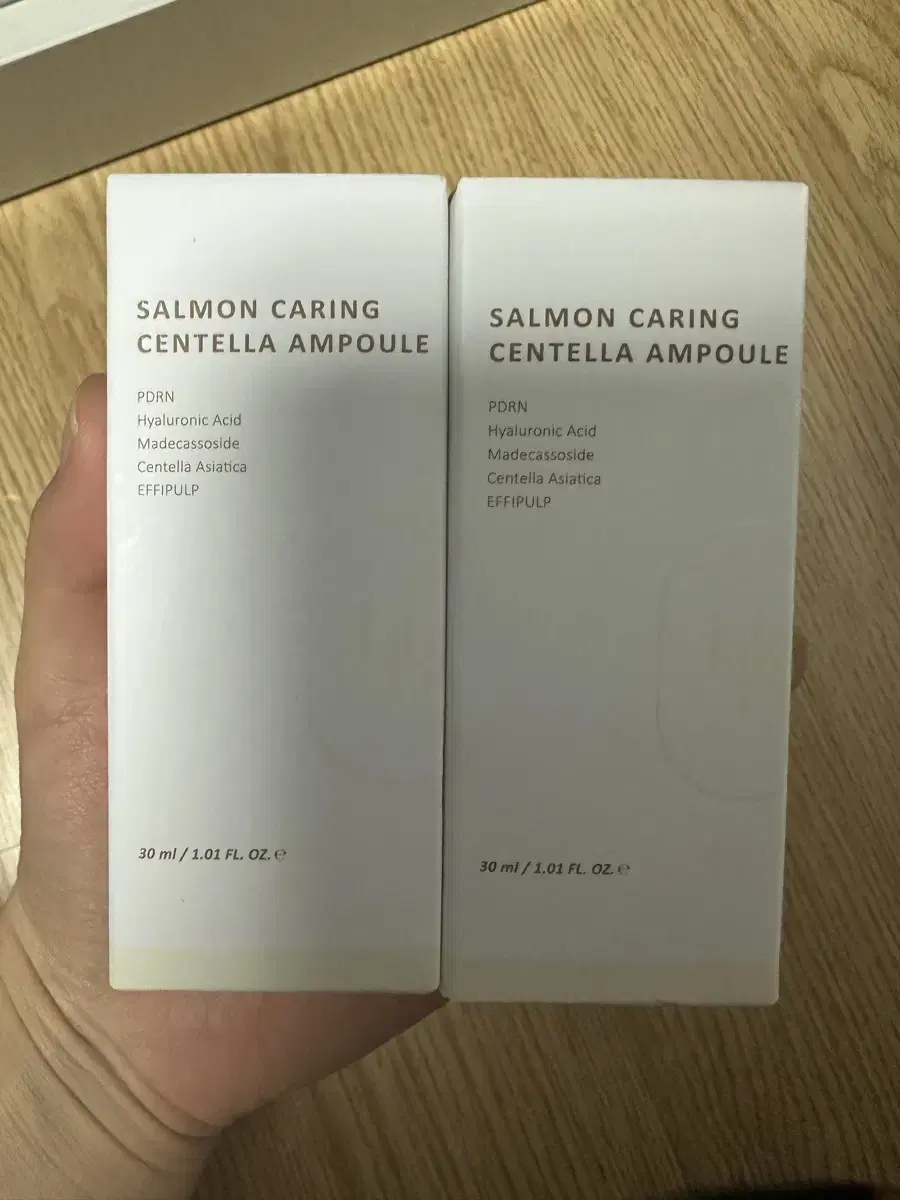 SALMON CARING
CENTELLA AMPOULE
PDRN
Hyaluronic Acid
Madecassoside
Centella Asiatica
EFFIPULP
30 ml / 1.01 FL. OZ. ℮
SALMON CARING
CENTELLA AMPOULE
PDRN
Hyaluronic Acid
Madecassoside
Centella Asiatica
EFFIPULP
30 ml / 1.01 FL. OZ. ℮